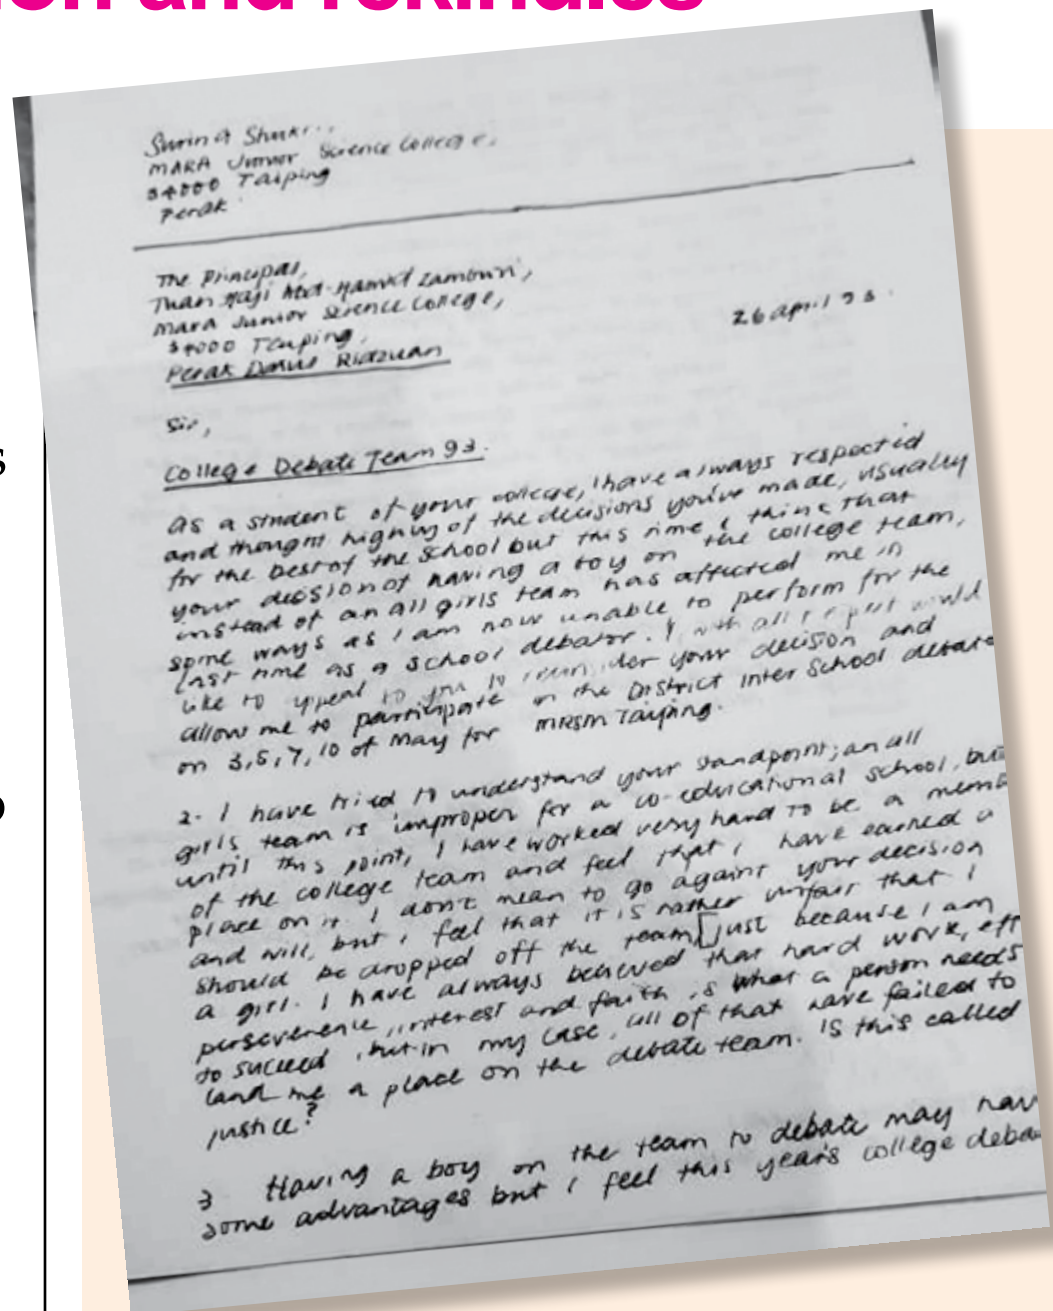 on and rekindles
s
o
Surina Shukri,
MARA Junior Science College,
34000 Taiping
Perak
The Principal,
Tuan Haji Abd. Hamid Zamburi,
Mara Junior Science College,
34000 Taiping,
Perak Darul Ridzuan
26 april 93.
Sir,
College Debate Team 93.
As a student of your college, I have always respected
and thought highly of the decisions you've made, usually
for the best of the school but this time I think that
your decision of having a boy on the college team,
instead of an all girls team has affected me in
some ways as I am now unable to perform for the
last time as a school debator. I with all respect would
like to appeal to you to reconsider your decison and
allow me to participate in the District Inter School debate
on 3,5,7,10 of May for MRSM Taiping.
2. I have tried to understand your standpoint; an all
girls team is improper for a co-educational school, but
until this point, I have worked very hard to be a memb
of the college team and feel that I have earned a
place on it. I don't mean to go against your decision
and will, but I feel that it is rather unfair that I
should be dropped off the team just because I am
a girl. I have always believed that hard work, eff
perseverence, interest and faith is what a person needs
to succeed, but in my case, all of that have failed to
land me a place on the debate team. Is this called
justice?
3 Having a boy on the team to debate may hav
some advantages but I feel this year's college deba